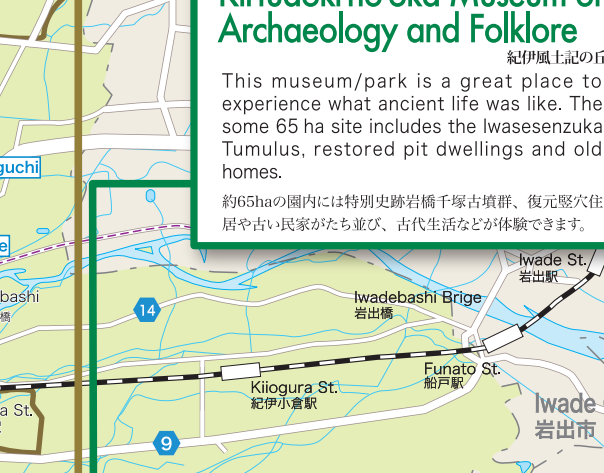 Archaeology and Folklore
紀伊風土記の丘
This museum/park is a great place to
experience what ancient life was like. The
some 65 ha site includes the Iwasesenzuka
Tumulus, restored pit dwellings and old
homes.
約65haの園内には特別史跡岩橋千塚古墳群、復元竪穴住
居や古い民家がたち並び、古代生活などが体験できます。
guchi
e
bashi
橋
14
Iwadebashi Brige
岩出橋
Iwade St.
岩出駅
Funato St.
船戸駅
Kiiogura St.
紀伊小倉駅
a St.
9
Iwade
岩出市